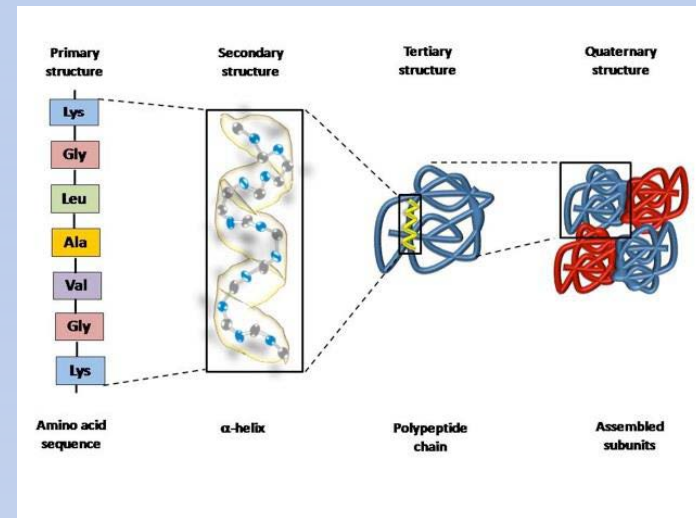 Primary
structure
Secondary
structure
Tertiary
structure
Quaternary
structure
Lys
Gly
Leu
Ala
Val
Gly
Lys
Amino acid
sequence
α-helix
Polypeptide
chain
Assembled
subunits